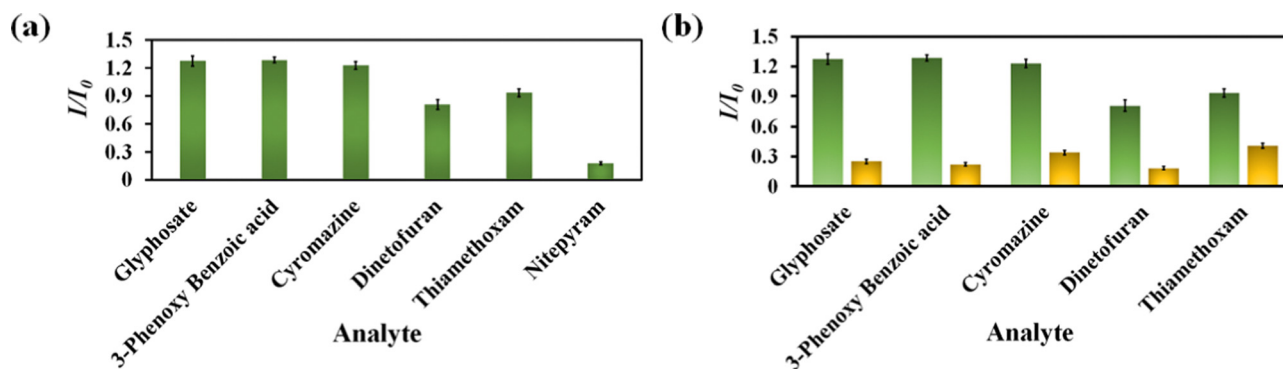 (a)
1.5
1.2
0.9
0.6
0.3
0
I/I0
Glyphosate
3-Phenoxy Benzoic acid
Cyromazine
Dinetofuran
Thiamethoxam
Nitepyram
Analyte
(b)
1.5
1.2
0.9
0.6
0.3
0
I/I0
Glyphosate
3-Phenoxy Benzoic acid
Cyromazine
Dinetofuran
Thiamethoxam
Analyte